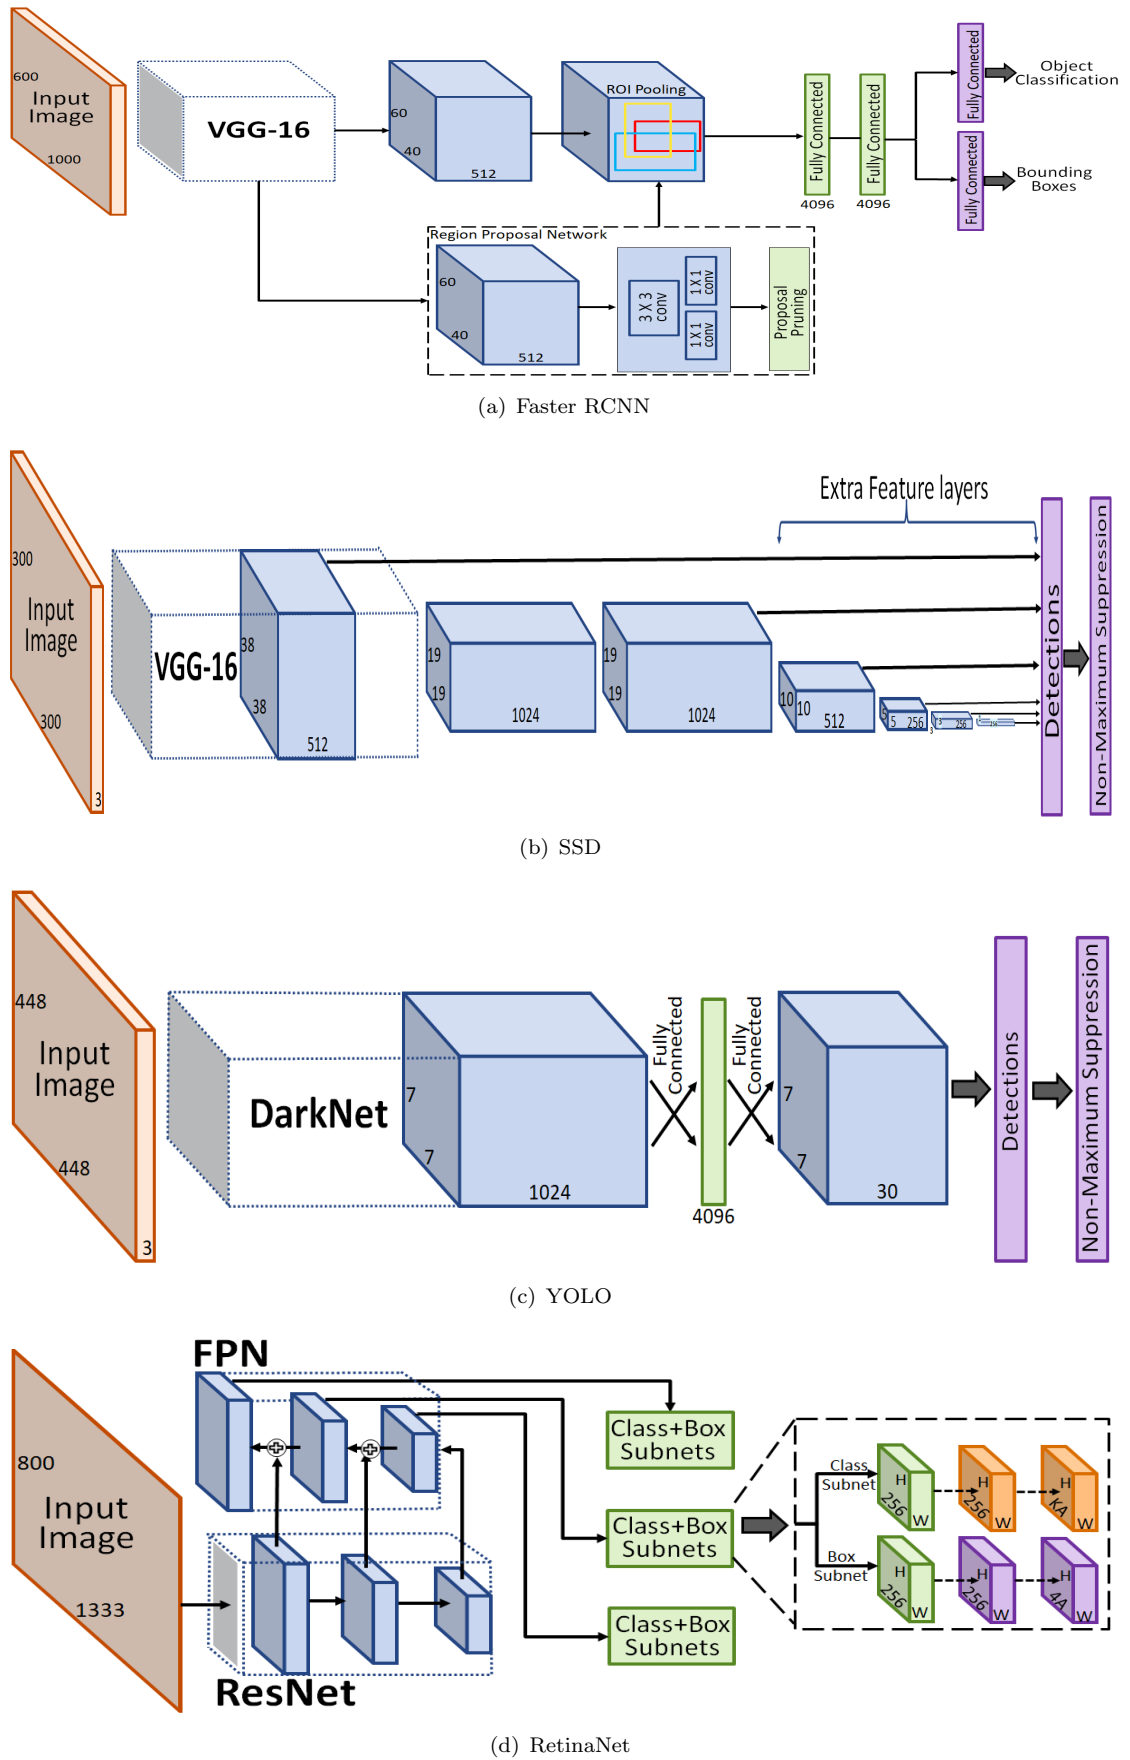 600
Input
Image
1000
VGG-16
60
40
512
ROI Pooling
Fully Connected
4096
Fully Connected
4096
Fully Connected
Object
Classification
Fully Connected
Bounding
Boxes
Region Proposal Network
60
40
512
3 X 3
conv
1 X 1
conv
1 X 1
conv
Proposal
Pruning
(a) Faster RCNN
Extra Feature layers
300
Input
Image
300
3
VGG-16
38
38
512
19
19
1024
19
19
1024
10
10
512
5
5
256
3
3
256
256
Detections
Non-Maximum Suppression
(b) SSD
448
Input
Image
448
3
DarkNet
7
7
1024
Fully
Connected
4096
Fully
Connected
7
7
30
Detections
Non-Maximum Suppression
(c) YOLO
FPN
800
Input
Image
1333
ResNet
Class+Box
Subnets
Class+Box
Subnets
Class+Box
Subnets
Class
Subnet
H
256
W
H
256
W
H
KA
W
Box
Subnet
H
256
W
H
256
W
H
4A
W
(d) RetinaNet